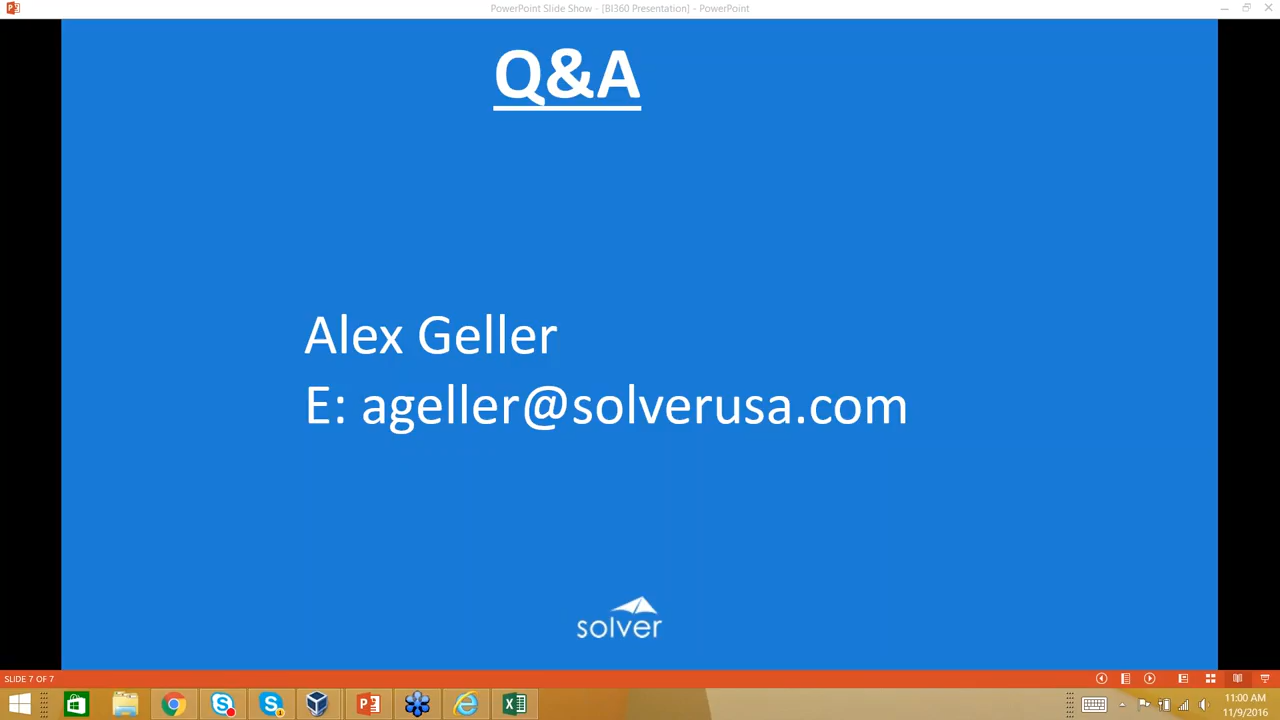 PowerPoint Slide Show - [BI360 Presentation] - PowerPoint
Q&A
Alex Geller
E: ageller@solverusa.com
solver
SLIDE 7 OF 7
11:00 AM
11/9/2016